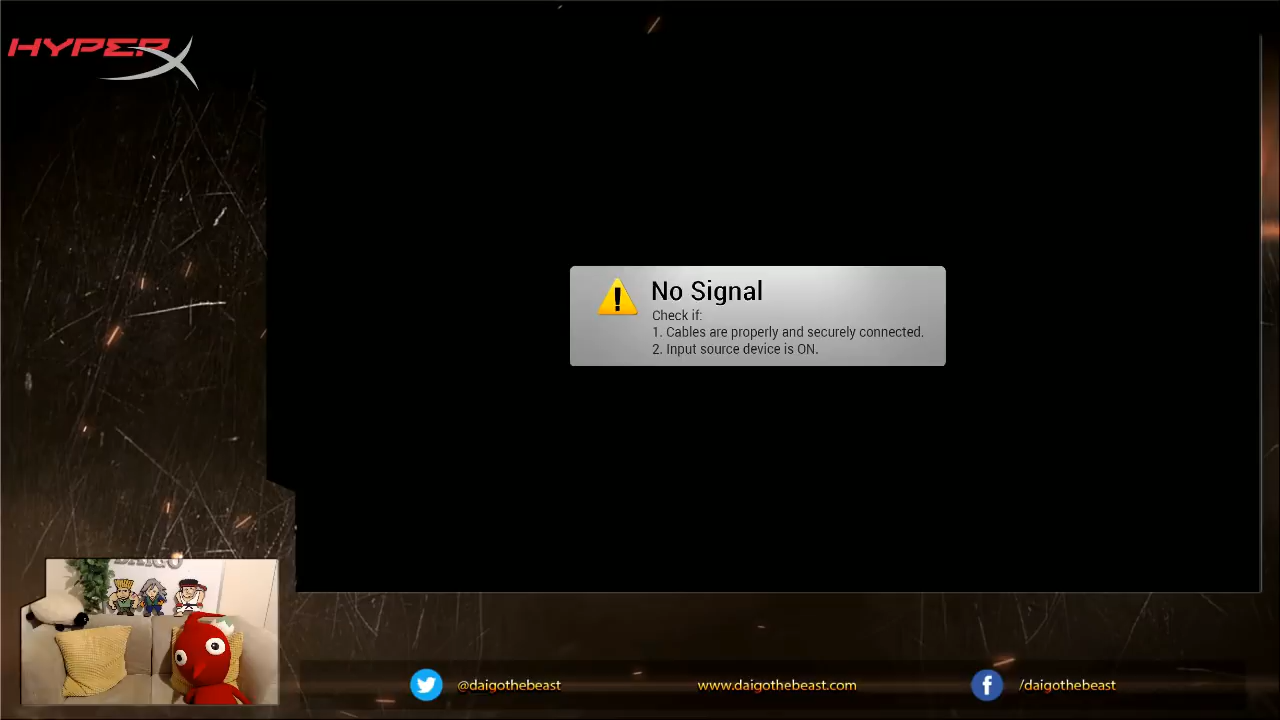 HYPERX
No Signal
Check if:
1. Cables are properly and securely connected.
2. Input source device is ON.
DAIGO
@daigothebeast
www.daigothebeast.com
/daigothebeast